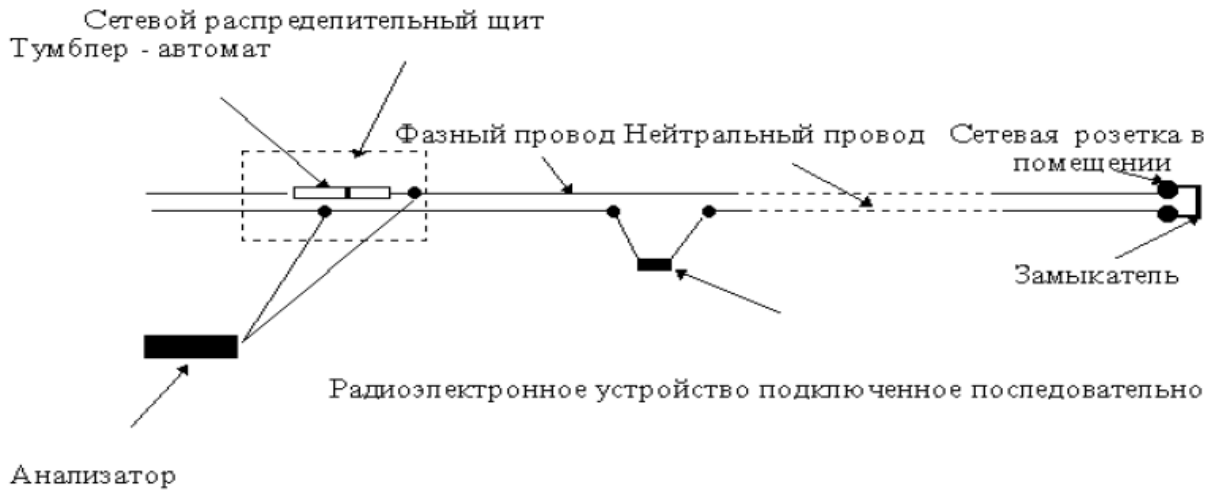 Сетевой распределительный щит
Тумблер - автомат
Фазный провод Нейтральный провод
Сетевая розетка в
помещении
Замыкатель
Радиоэлектронное устройство подключенное последовательно
Анализатор